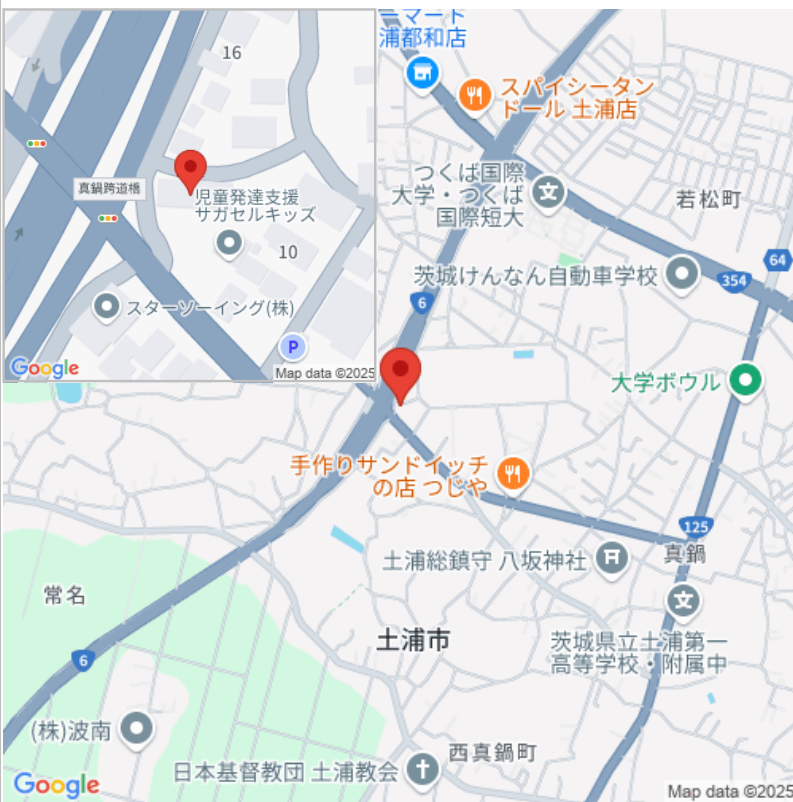 16
真鍋跨道橋
児童発達支援
サガセルキッズ
10
スターソーイング(株)
P
Google
Map data ©2025
ーマート
浦都和店
スパイシータン
ドール 土浦店
つくば国際
大学・つくば
国際短大
若松町
64
茨城けんなん自動車学校
354
6
大学ボウル
手作りサンドイッチ
の店 つじや
125
真鍋
土浦総鎮守 八坂神社
文
常名
土浦市
茨城県立土浦第一
高等学校・附属中
6
(株)波南
西真鍋町
日本基督教団 土浦教会
Google
Map data ©2025